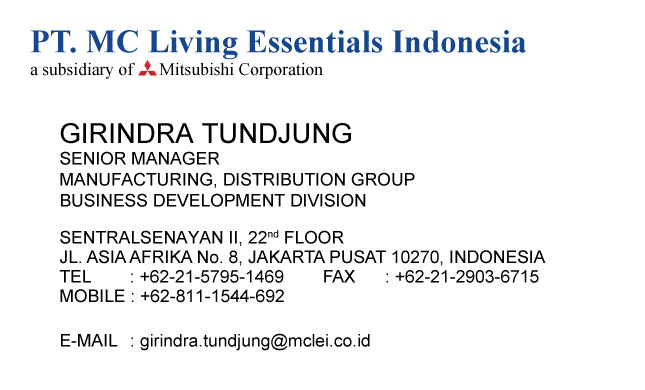 PT. MC Living Essentials Indonesia
a subsidiary of Mitsubishi Corporation
GIRINDRA TUNDJUNG
SENIOR MANAGER
MANUFACTURING, DISTRIBUTION GROUP
BUSINESS DEVELOPMENT DIVISION
SENTRALSENAYAN II, 22nd FLOOR
JL. ASIA AFRIKA No. 8, JAKARTA PUSAT 10270, INDONESIA
TEL : +62-21-5795-1469 FAX : +62-21-2903-6715
MOBILE : +62-811-1544-692
E-MAIL : girindra.tundjung@mclei.co.id